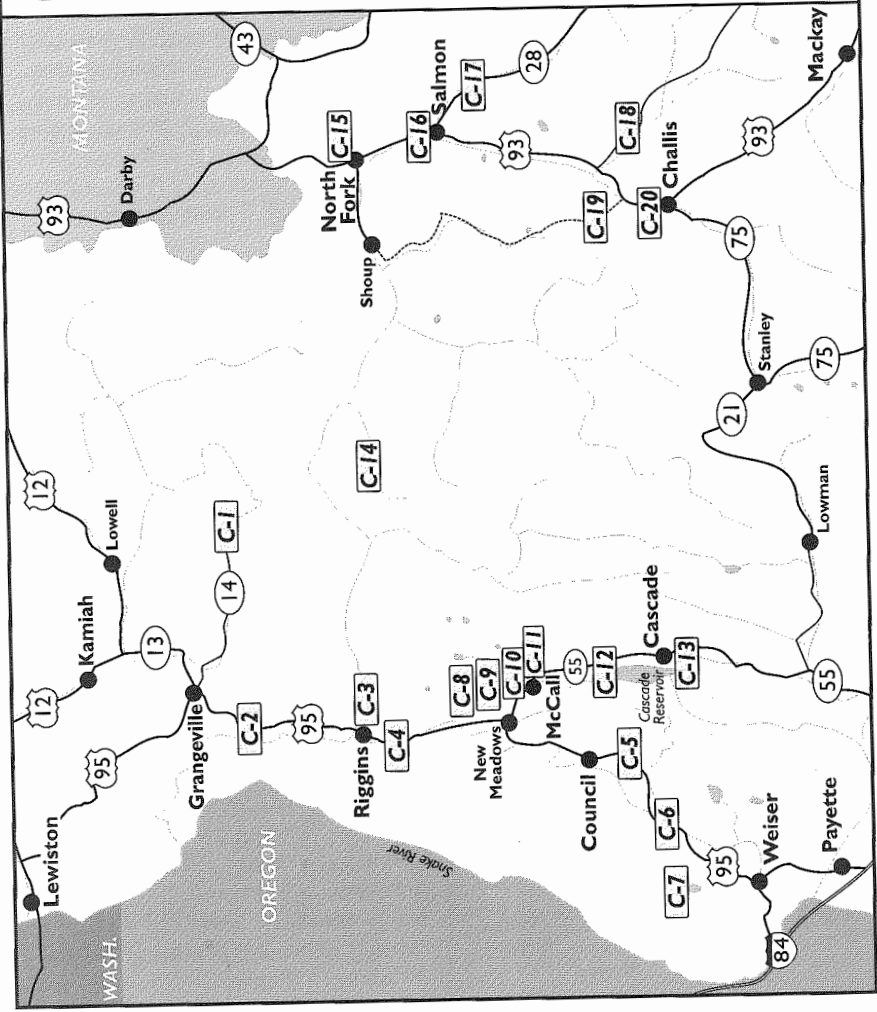 MONTANA
43
93
Darby
12
Lowell
Kamiah
12
13
14
C-1
95
Lewiston
Grangeville
WASH.
OREGON
C-2
95
C-3
Riggins
C-4
C-14
North
Fork
C-15
Shoup
C-16
Salmon
C-17
28
93
C-18
C-19
C-20
Challis
93
Mackay
75
Stanley
75
21
Lowman
C-8
C-9
C-10
C-11
New
Meadows
McCall
55
C-12
Cascade
Cascade
Reservoir
C-13
55
Snake River
Council
C-5
C-6
C-7
95
Weiser
Payette
84